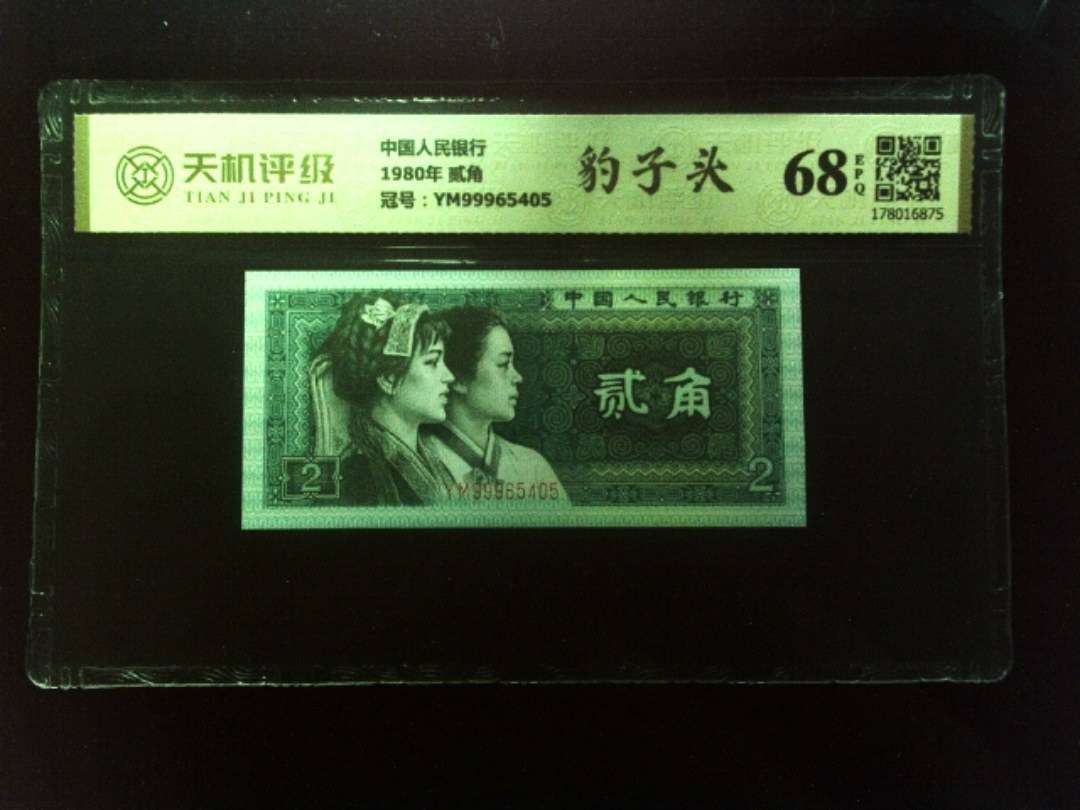 天机评级
TIAN JI PING JI
中国人民银行
1980年 贰角
冠号：YM99965405
豹子头
68
EPQ
178016875
中国人民银行
贰角
2
2
YM99965405